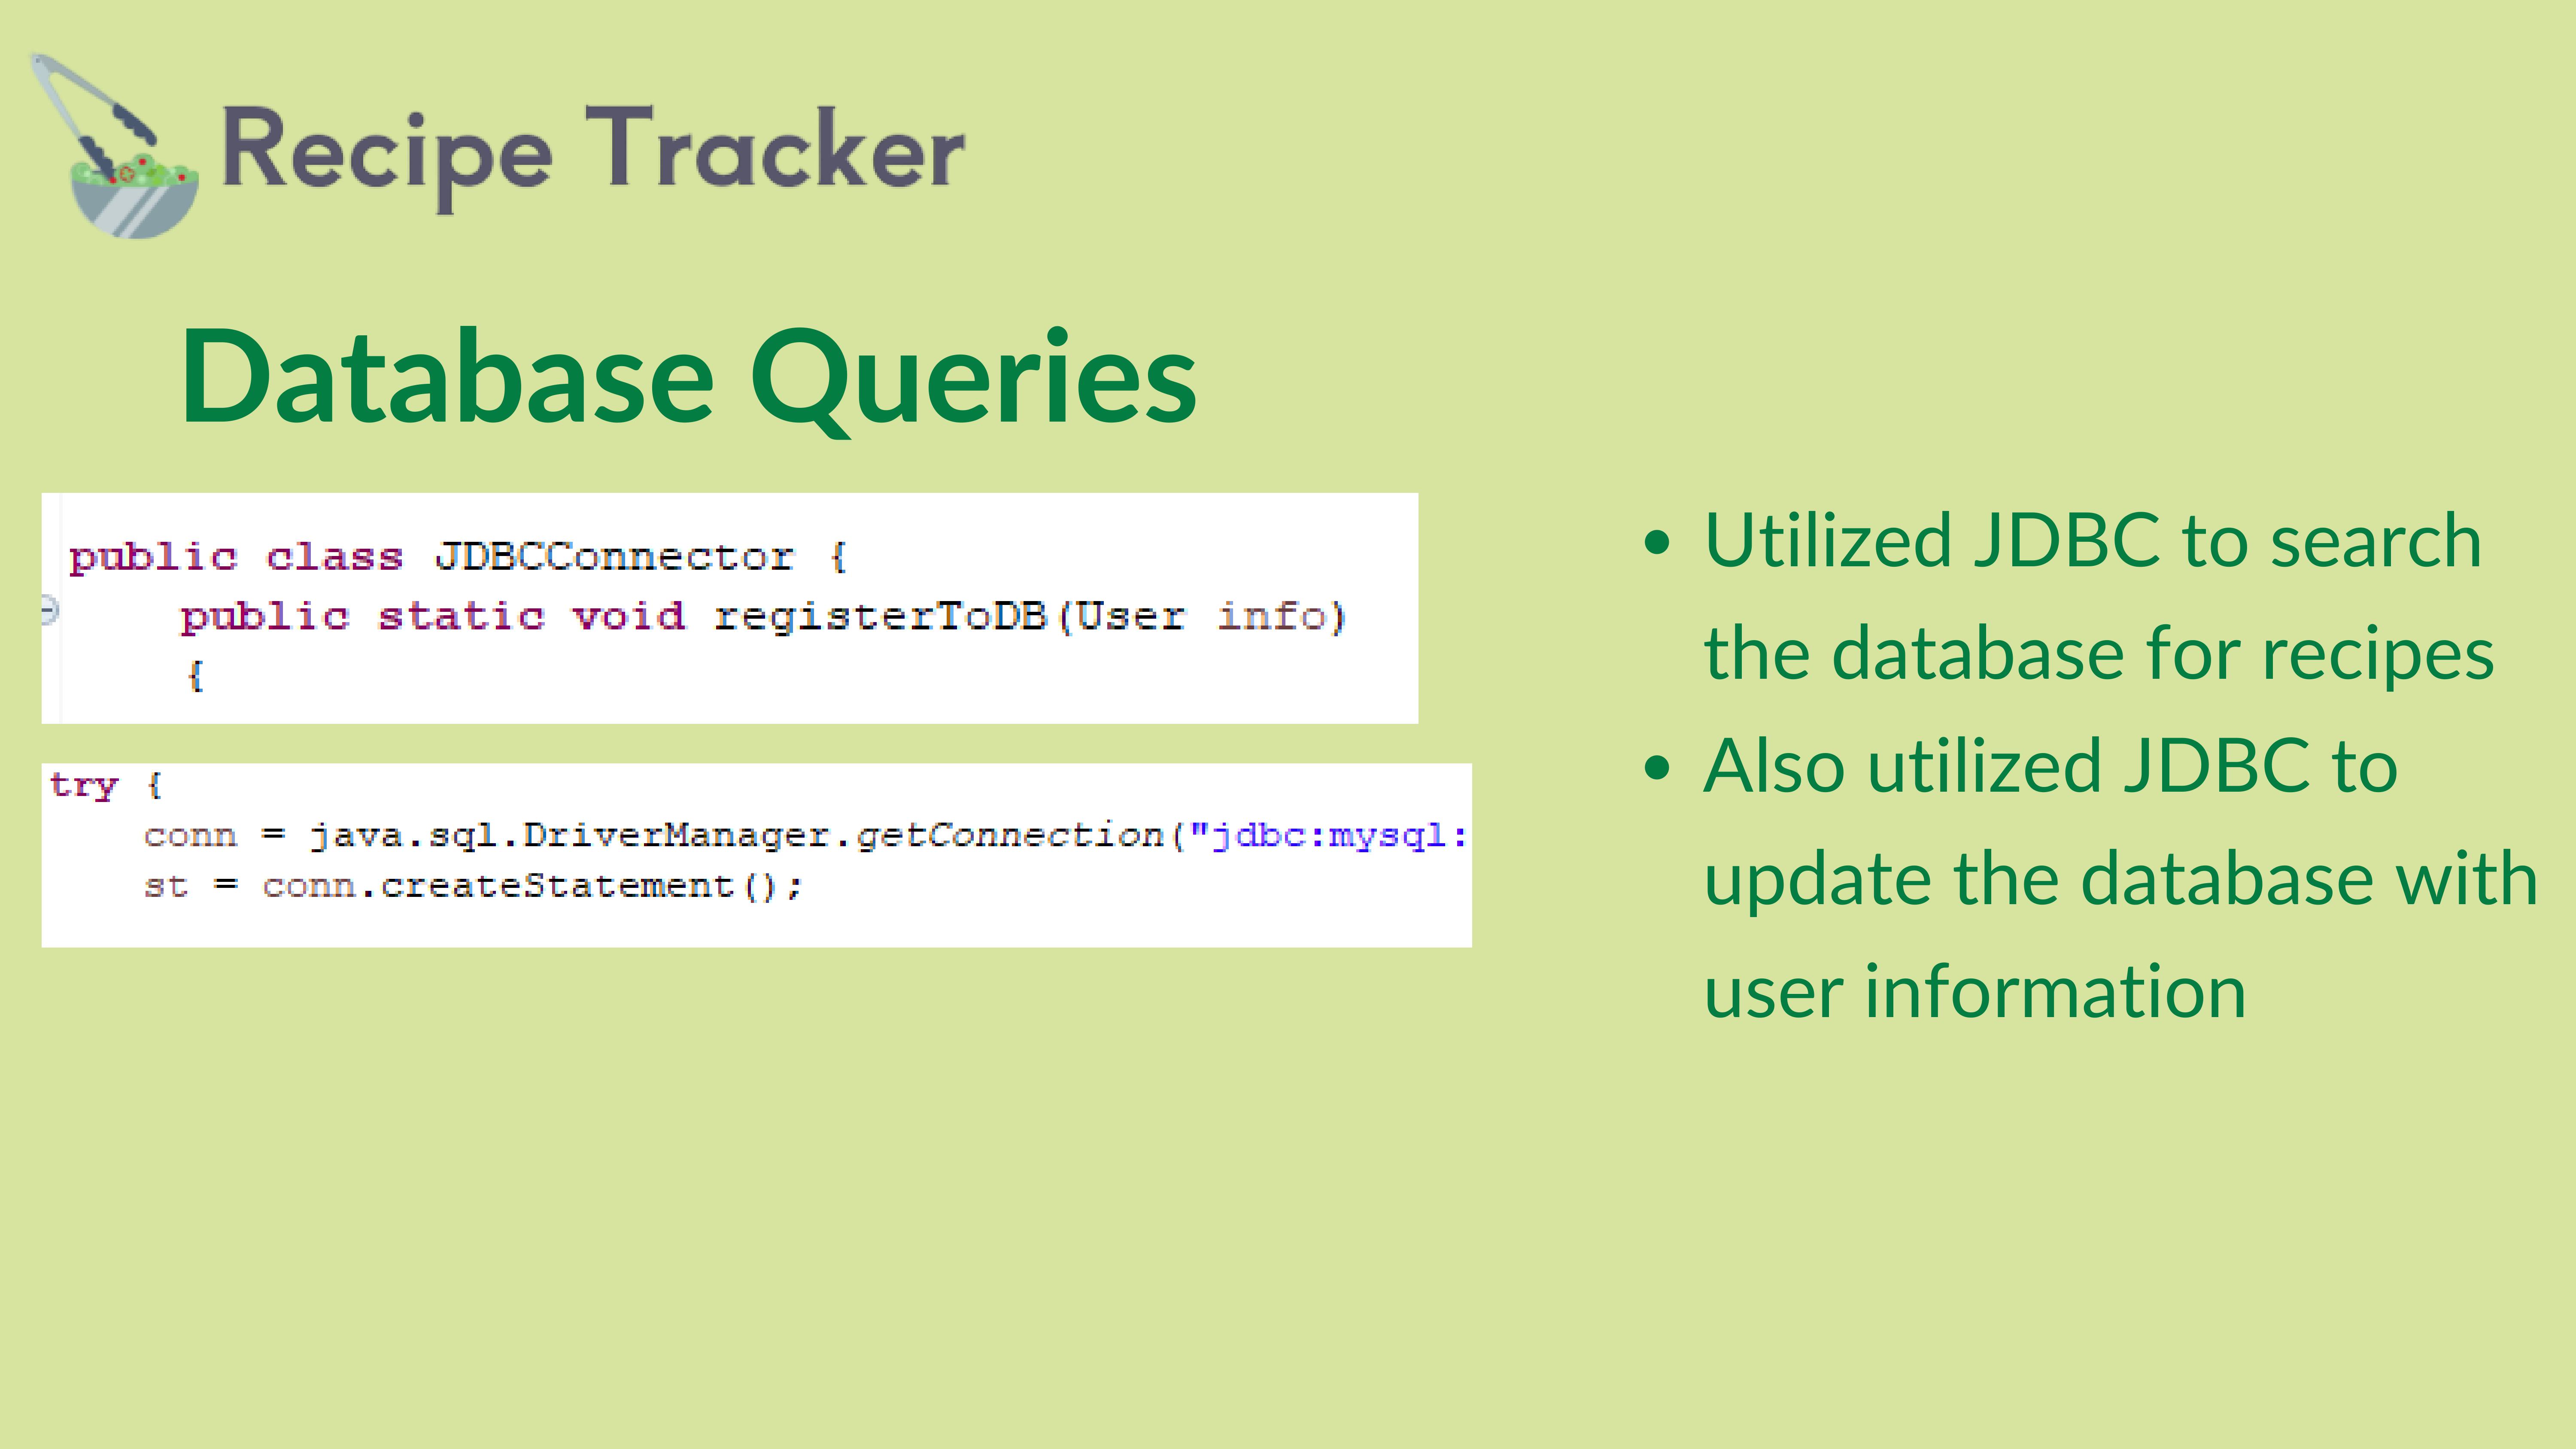 Recipe Tracker
Database Queries
public class JDBCConnector {
public static void registerToDB(User info)
{
try {
conn = java.sql.DriverManager.getConnection("jdbc:mysql:
st = conn.createStatement();
• Utilized JDBC to search
the database for recipes
• Also utilized JDBC to
update the database with
user information